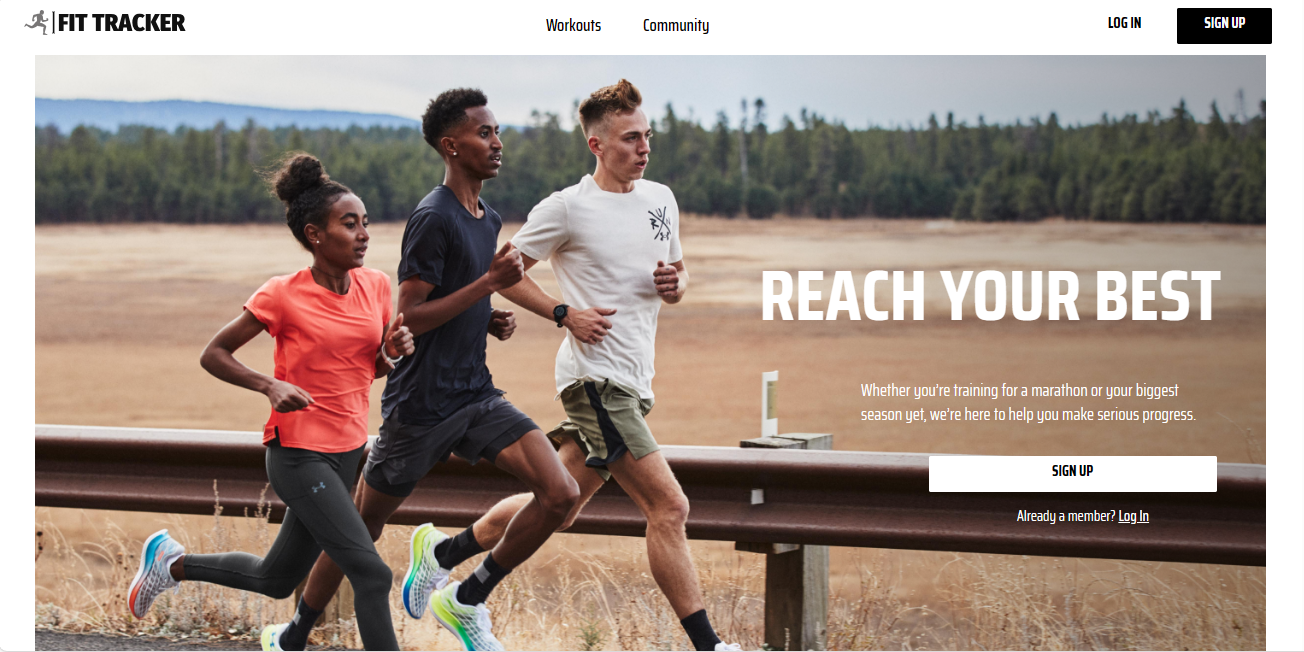 FIT TRACKER
Workouts
Community
LOG IN
SIGN UP
RUN
REACH YOUR BEST
Whether you're training for a marathon or your biggest
season yet, we're here to help you make serious progress.
SIGN UP
Already a member? Log In